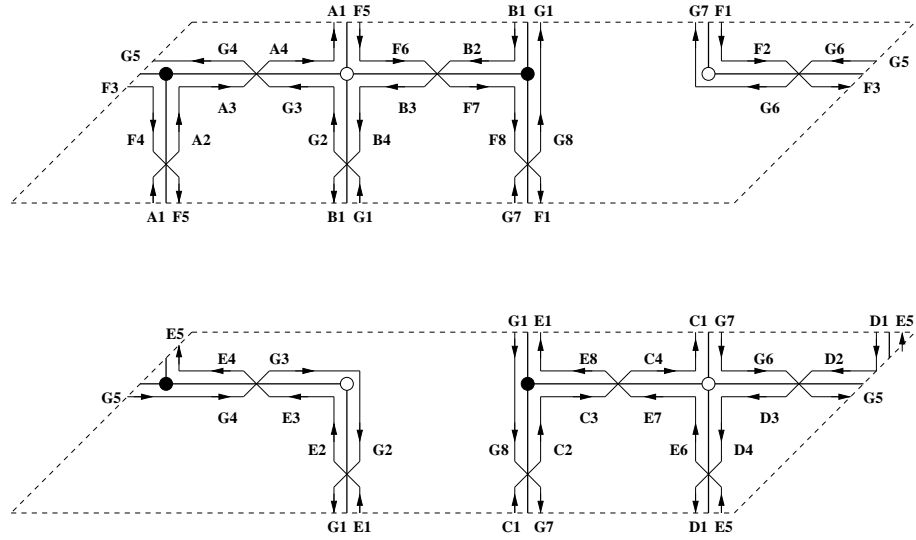 A1 F5 B1 G1 G7 F1
G5 G4 A4 F6 B2 F2 G6 G5
F3 A3 G3 B3 F7 G6 F3
F4 A2 G2 B4 F8 G8
A1 F5 B1 G1 G7 F1
G1 E1 C1 G7 D1 E5
E5 E4 G3 E8 C4 G6 D2
G5 G4 E3 C3 E7 D3 G5
E2 G2 G8 C2 E6 D4
G1 E1 C1 G7 D1 E5